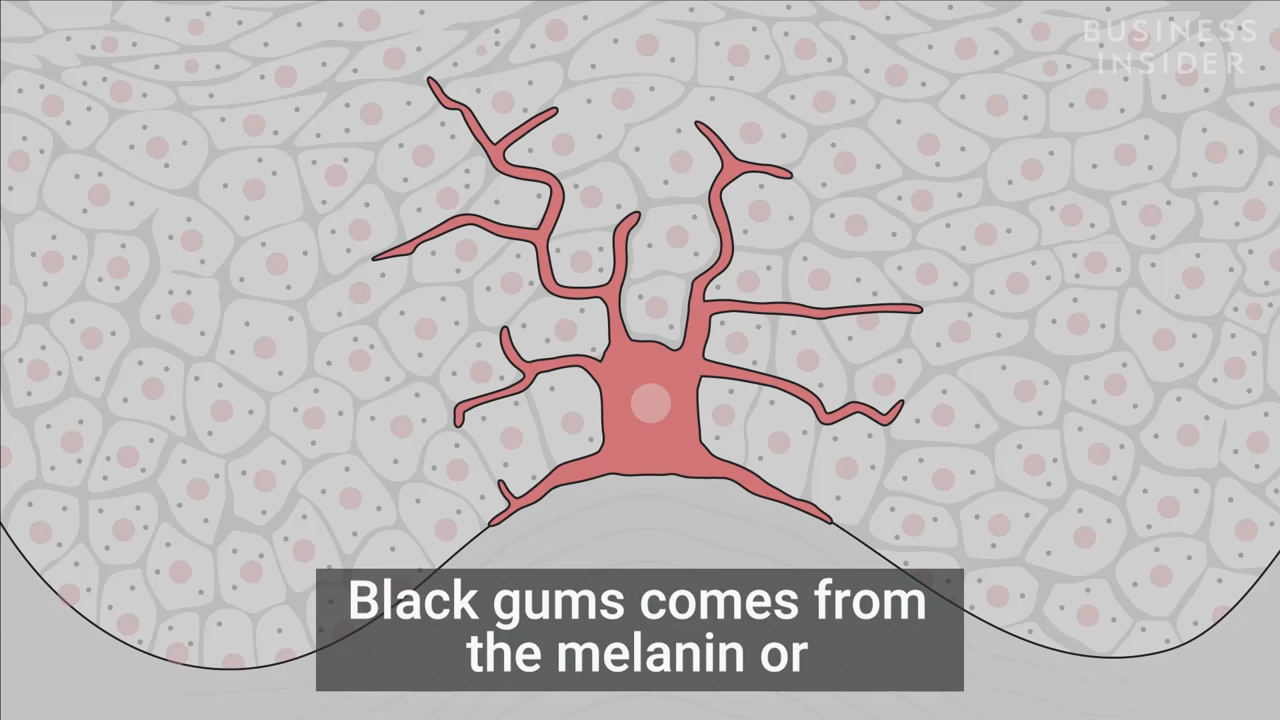 BUSINESS
INSIDER
Black gums comes from
the melanin or